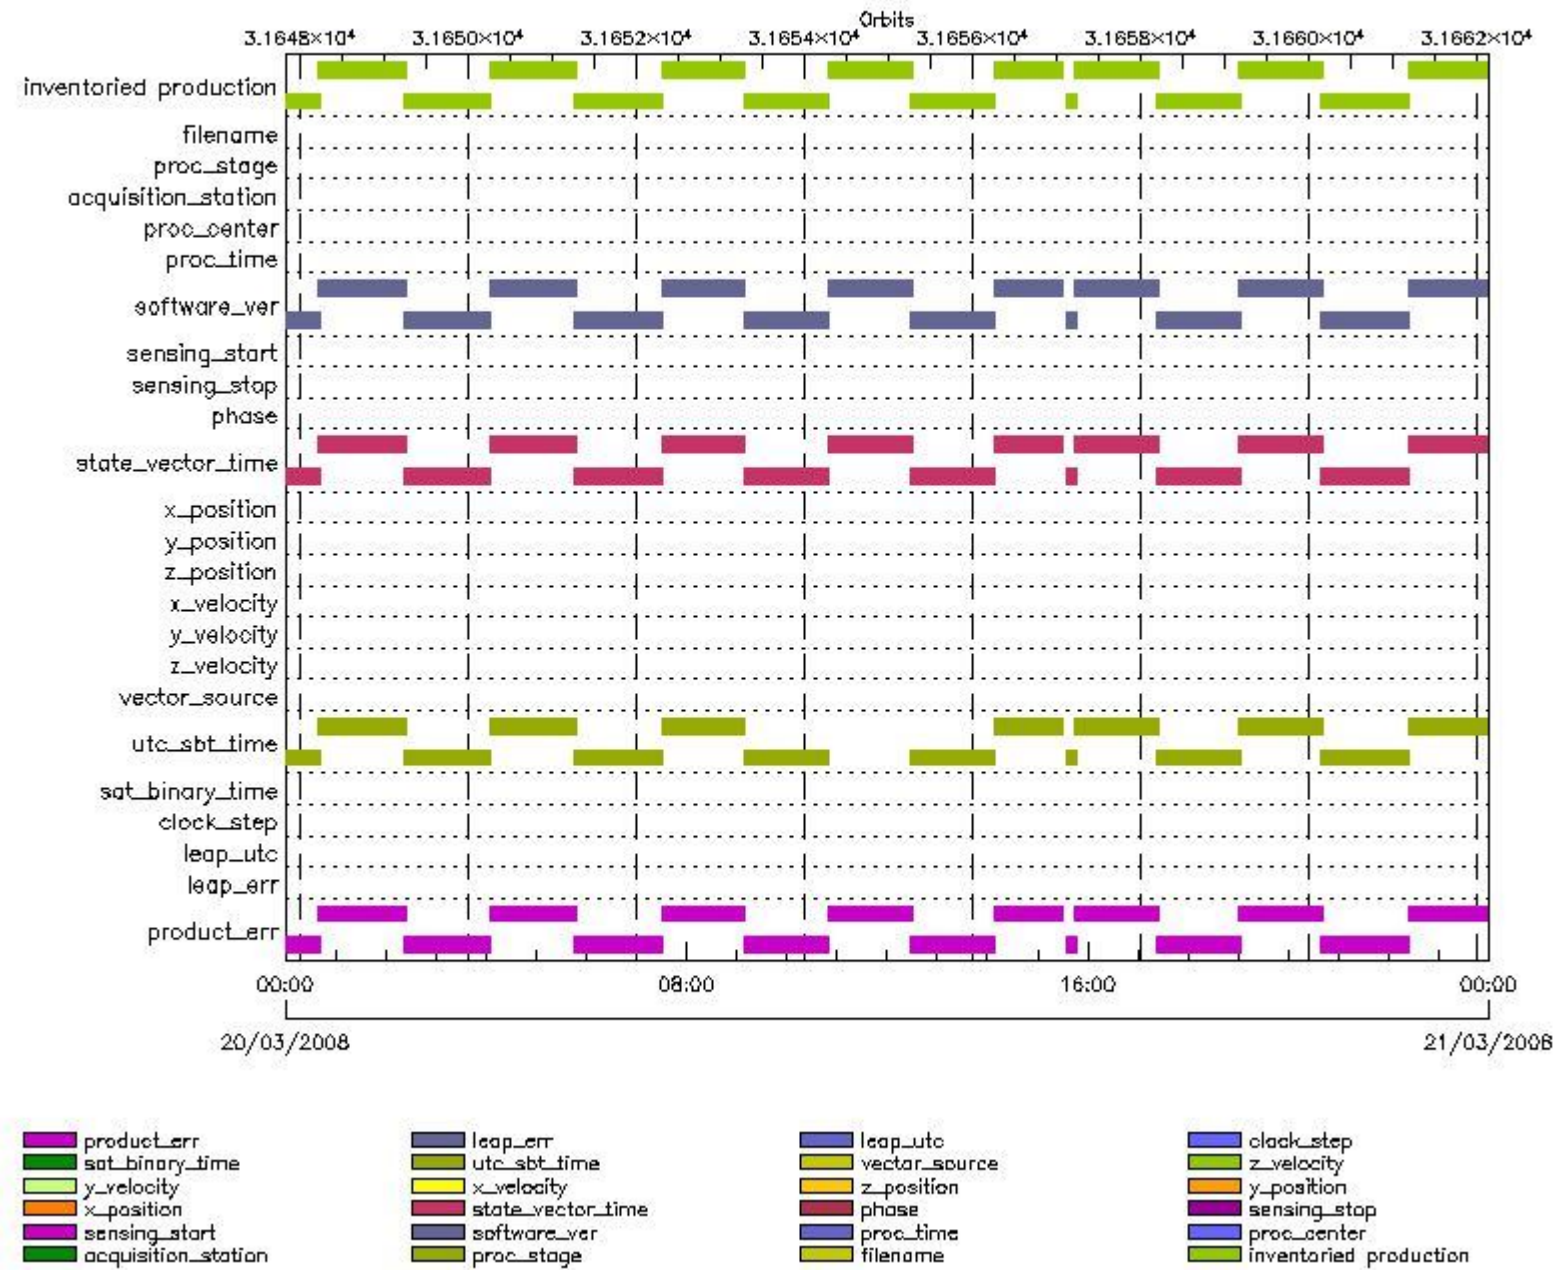 Orbits
3.1648×10⁴ 3.1650×10⁴ 3.1652×10⁴ 3.1654×10⁴ 3.1656×10⁴ 3.1658×10⁴ 3.1660×10⁴ 3.1662×10⁴
inventoried production
filename
proc_stage
acquisition_station
proc_center
proc_time
software_ver
sensing_start
sensing_stop
phase
state_vector_time
x_position
y_position
z_position
x_velocity
y_velocity
z_velocity
vector_source
utc_sbt_time
sat_binary_time
clock_step
leap_utc
leap_err
product_err
00:00 08:00 16:00 00:00
20/03/2008 21/03/2008
product_err leap_err leap_utc clock_step
sat_binary_time utc_sbt_time vector_source z_velocity
y_velocity x_velocity z_position y_position
x_position state_vector_time phase sensing_stop
sensing_start software_ver proc_time proc_center
acquisition_station proc_stage filename inventoried production